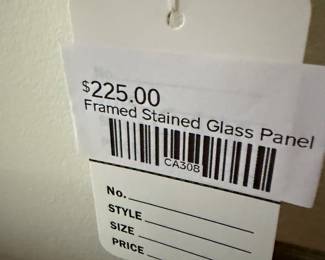 $225.00
Framed Stained Glass Panel
CA308
No.
STYLE
SIZE
PRICE